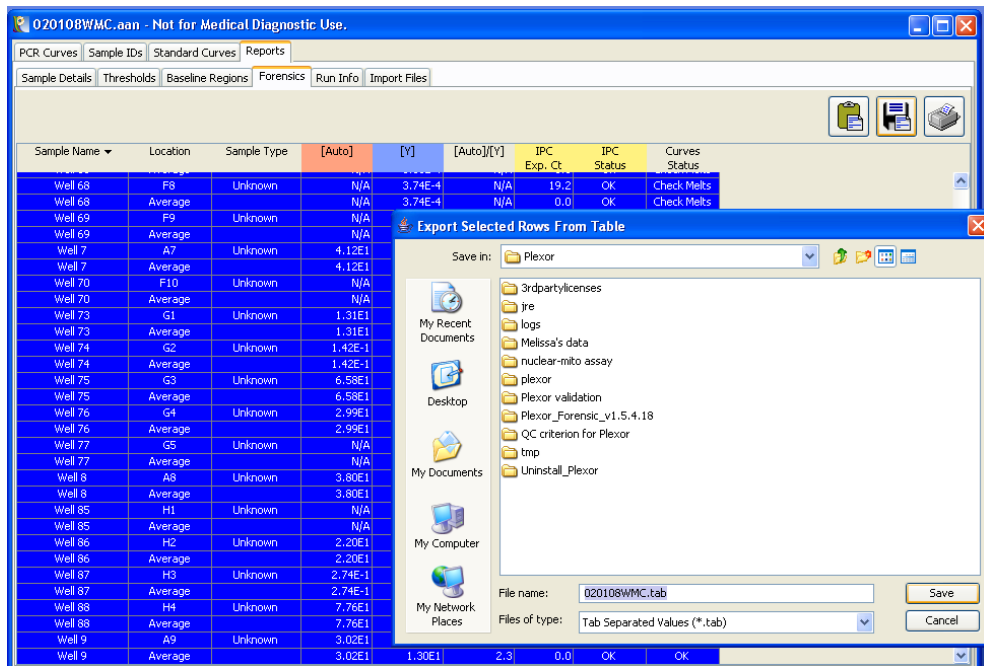 020108WMC.aan - Not for Medical Diagnostic Use.
PCR Curves Sample IDs Standard Curves Reports
Sample Details Thresholds Baseline Regions Forensics Run Info Import Files
Sample Name Location Sample Type [Auto] [Y] [Auto]/[Y] IPC Exp. Ct IPC Status Curves Status
Well 68 F8 Unknown N/A 3.74E-4 N/A 19.2 OK Check Melts
Well 68 Average N/A 3.74E-4 N/A 0.0 OK Check Melts
Well 69 F9 Unknown N/A
Well 69 Average N/A
Well 7 A7 Unknown 4.12E1
Well 7 Average 4.12E1
Well 70 F10 Unknown N/A
Well 70 Average N/A
Well 73 G1 Unknown 1.31E1
Well 73 Average 1.31E1
Well 74 G2 Unknown 1.42E-1
Well 74 Average 1.42E-1
Well 75 G3 Unknown 6.58E1
Well 75 Average 6.58E1
Well 76 G4 Unknown 2.99E1
Well 76 Average 2.99E1
Well 77 G5 Unknown N/A
Well 77 Average N/A
Well 8 A8 Unknown 3.80E1
Well 8 Average 3.80E1
Well 85 H1 Unknown N/A
Well 85 Average N/A
Well 86 H2 Unknown 2.20E1
Well 86 Average 2.20E1
Well 87 H3 Unknown 2.74E-1
Well 87 Average 2.74E-1
Well 88 H4 Unknown 7.76E1
Well 88 Average 7.76E1
Well 9 A9 Unknown 3.02E1
Well 9 Average 3.02E1 1.30E1 2.3 0.0 OK OK
Export Selected Rows From Table
Save in: Plexor
My Recent Documents
Desktop
My Documents
My Computer
My Network Places
3rdpartylicenses
jre
logs
Melissa's data
nuclear-mito assay
plexor
Plexor validation
Plexor_Forensic_v1.5.4.18
QC criterion for Plexor
tmp
Uninstall_Plexor
File name: 020108WMC.tab Save
Files of type: Tab Separated Values (*.tab) Cancel